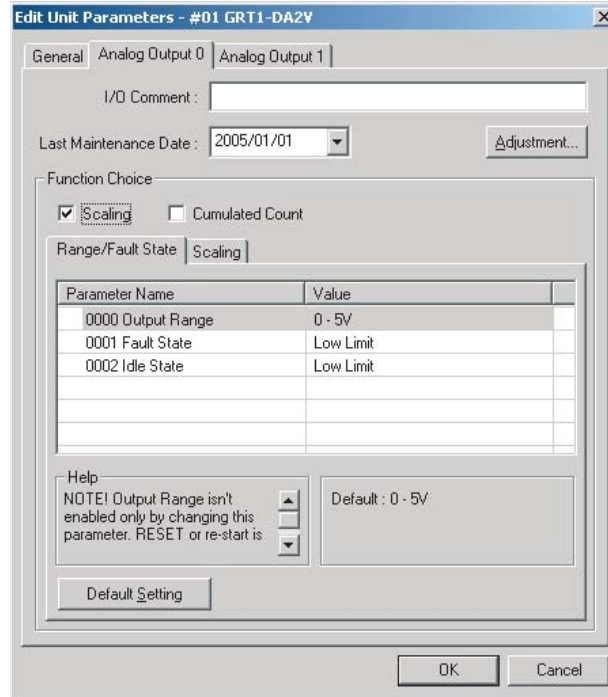 Edit Unit Parameters - #01 GRT1-DA2V
General Analog Output 0 Analog Output 1
I/O Comment :
Last Maintenance Date : 2005/01/01 Adjustment...
Function Choice
Scaling Cumulated Count
Range/Fault State Scaling
Parameter Name Value
0000 Output Range 0 - 5V
0001 Fault State Low Limit
0002 Idle State Low Limit
Help
NOTE! Output Range isn't
enabled only by changing this
parameter. RESET or re-start is
Default : 0 - 5V
Default Setting
OK Cancel